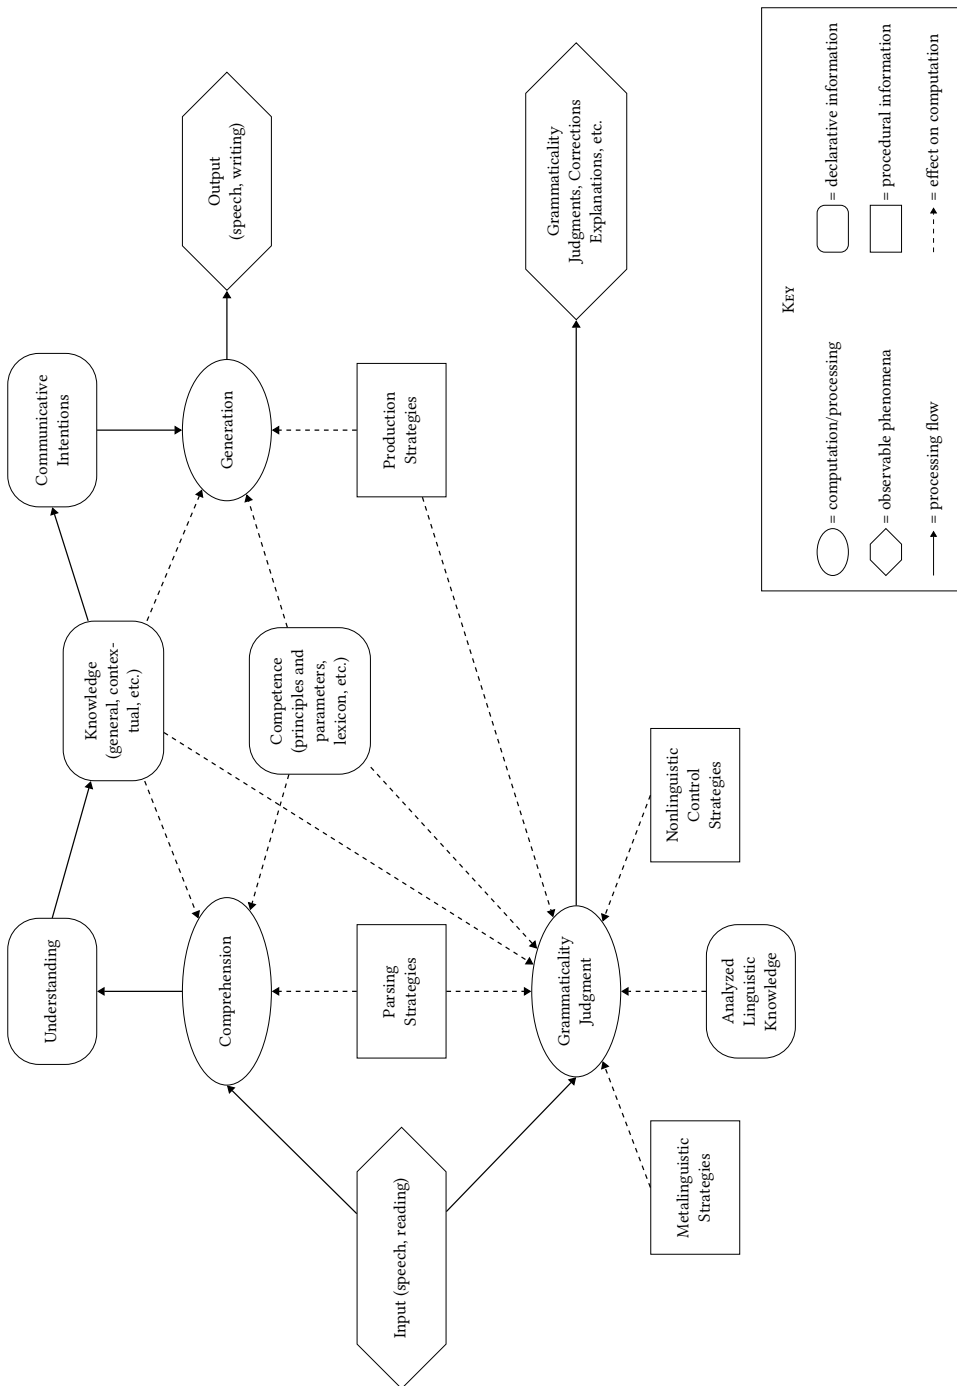 Understanding
Communicative
Intentions
Knowledge
(general, contex-
tual, etc.)
Comprehension
Generation
Output
(speech, writing)
Competence
(principles and
parameters,
lexicon, etc.)
Input (speech, reading)
Parsing
Strategies
Production
Strategies
Grammaticality
Judgment
Grammaticality
Judgments, Corrections
Explanations, etc.
Metalinguistic
Strategies
Analyzed
Linguistic
Knowledge
Nonlinguistic
Control
Strategies
KEY
= computation/processing
= declarative information
= observable phenomena
= procedural information
= processing flow
= effect on computation